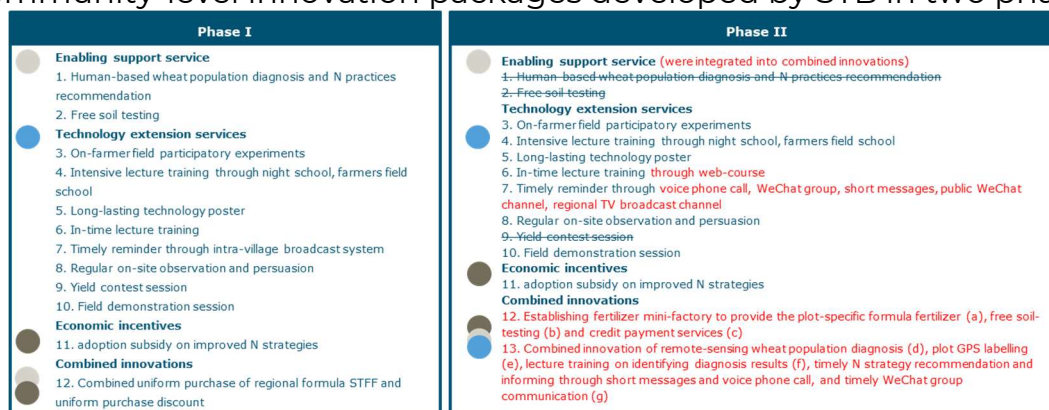 ommunity-level innovation packages developed by STB in two pha
Phase I
Enabling support service
1. Human-based wheat population diagnosis and N practices
recommendation
2. Free soil testing
Technology extension services
3. On-farmer field participatory experiments
4. Intensive lecture training through night school, farmers field
school
5. Long-lasting technology poster
6. In-time lecture training
7. Timely reminder through intra-village broadcast system
8. Regular on-site observation and persuasion
9. Yield contest session
10. Field demonstration session
Economic incentives
11. adoption subsidy on improved N strategies
Combined innovations
12. Combined uniform purchase of regional formula STFF and
uniform purchase discount
Phase II
Enabling support service (were integrated into combined innovations)
1. Human-based wheat population diagnosis and N practices recommendation
2. Free soil testing
Technology extension services
3. On-farmer field participatory experiments
4. Intensive lecture training through night school, farmers field school
5. Long-lasting technology poster
6. In-time lecture training through web-course
7. Timely reminder through voice phone call, WeChat group, short messages, public WeChat
channel, regional TV broadcast channel
8. Regular on-site observation and persuasion
9. Yield contest session
10. Field demonstration session
Economic incentives
11. adoption subsidy on improved N strategies
Combined innovations
12. Establishing fertilizer mini-factory to provide the plot-specific formula fertilizer (a), free soil-
testing (b) and credit payment services (c)
13. Combined innovation of remote-sensing wheat population diagnosis (d), plot GPS labelling
(e), lecture training on identifying diagnosis results (f), timely N strategy recommendation and
informing through short messages and voice phone call, and timely WeChat group
communication (g)